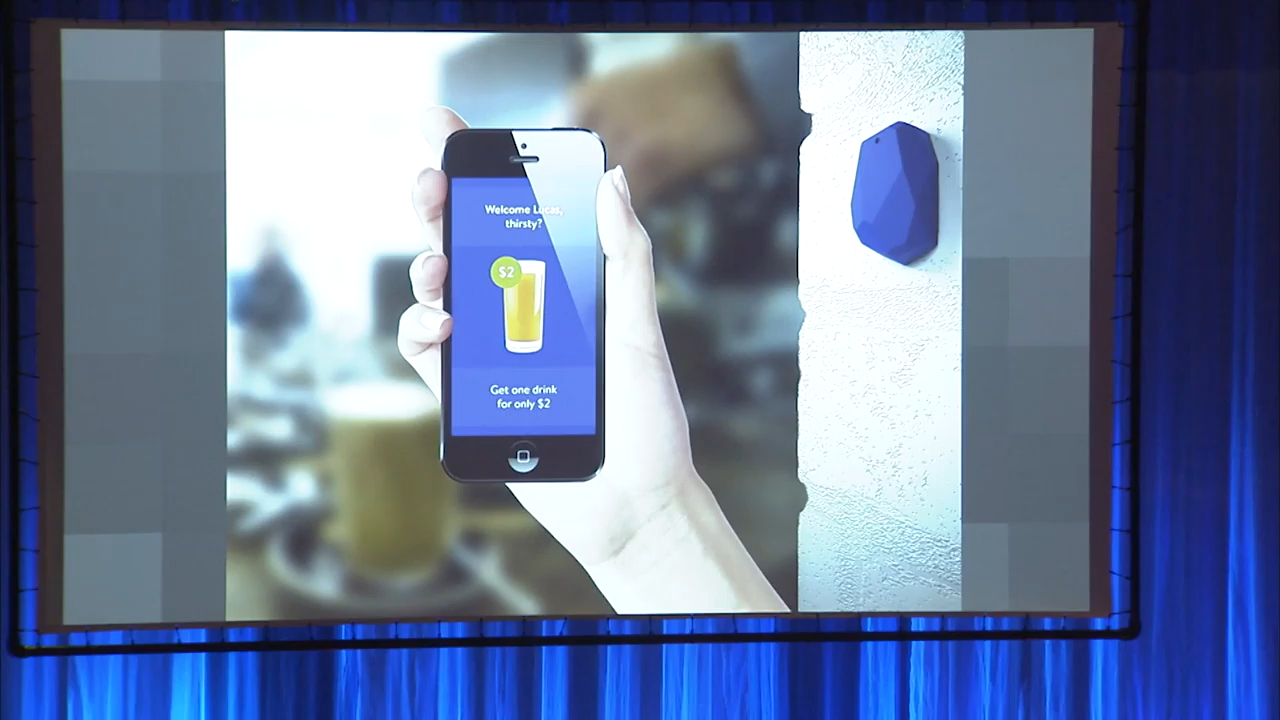 Welcome Lucas,
thirsty?
$2
Get one drink
for only $2